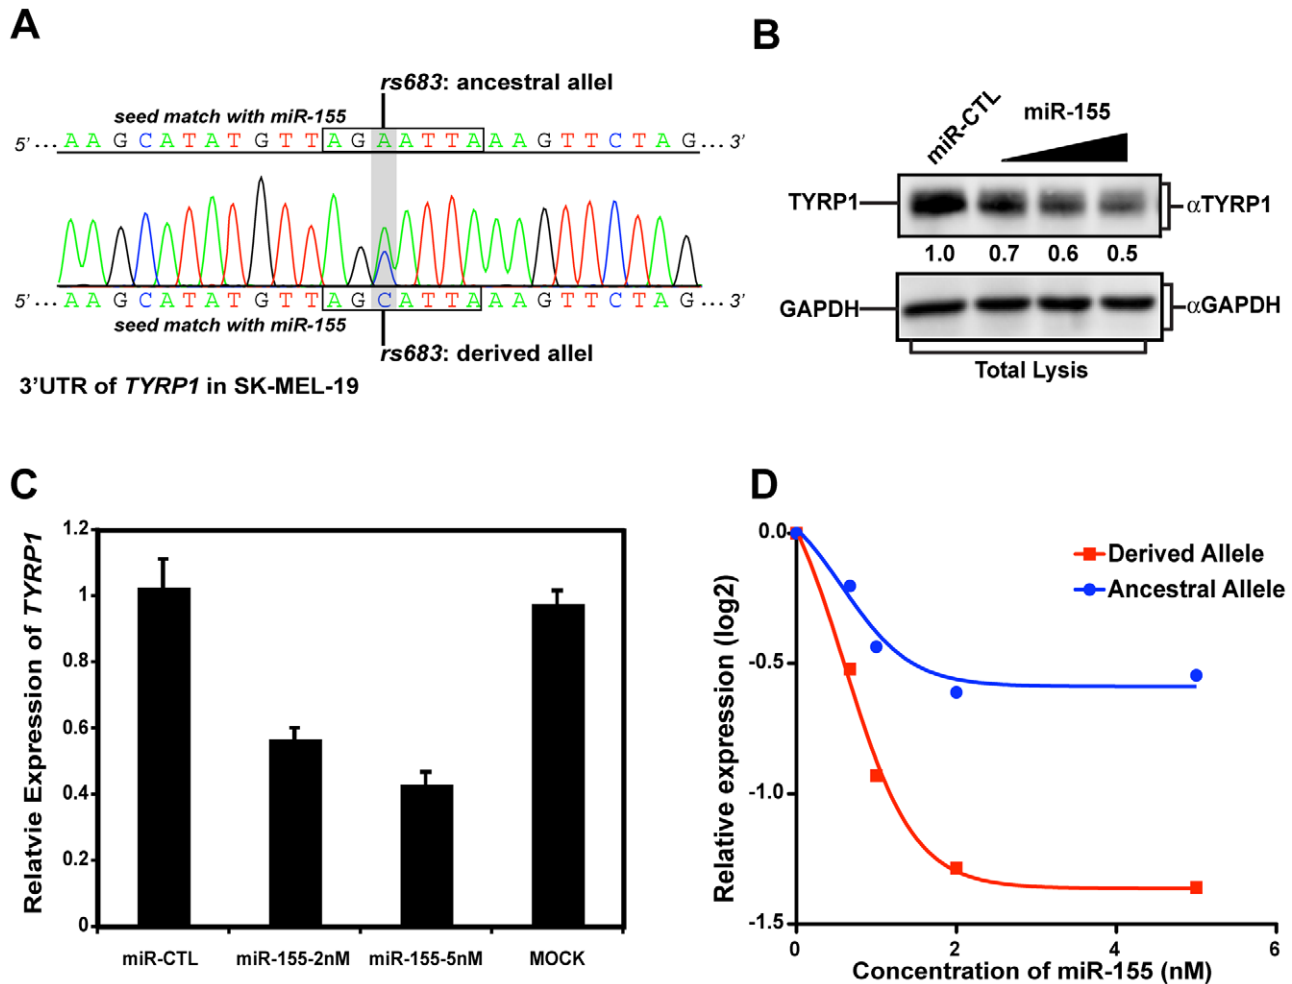 A
rs683: ancestral allel
seed match with miR-155
5'...AAGCATATGTTAGAATTAAAGTTCTAG...3'
5'...AAGCATATGTTAGCATTAAAGTTCTAG...3'
seed match with miR-155
rs683: derived allel
3'UTR of TYRP1 in SK-MEL-19
B
miR-CTL
miR-155
TYRP1
αTYRP1
1.0 0.7 0.6 0.5
GAPDH
αGAPDH
Total Lysis
C
Relatvie Expression of TYRP1
1.2
1
0.8
0.6
0.4
0.2
0
miR-CTL miR-155-2nM miR-155-5nM MOCK
D
Relative expression (log2)
0.0
-0.5
-1.0
-1.5
Derived Allele
Ancestral Allele
0 2 4 6
Concentration of miR-155 (nM)